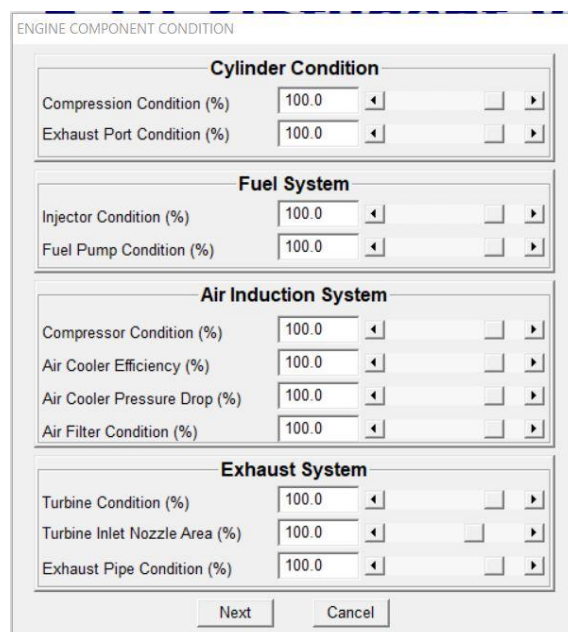 ENGINE COMPONENT CONDITION
Cylinder Condition
Compression Condition (%) 100.0
Exhaust Port Condition (%) 100.0
Fuel System
Injector Condition (%) 100.0
Fuel Pump Condition (%) 100.0
Air Induction System
Compressor Condition (%) 100.0
Air Cooler Efficiency (%) 100.0
Air Cooler Pressure Drop (%) 100.0
Air Filter Condition (%) 100.0
Exhaust System
Turbine Condition (%) 100.0
Turbine Inlet Nozzle Area (%) 100.0
Exhaust Pipe Condition (%) 100.0
Next Cancel